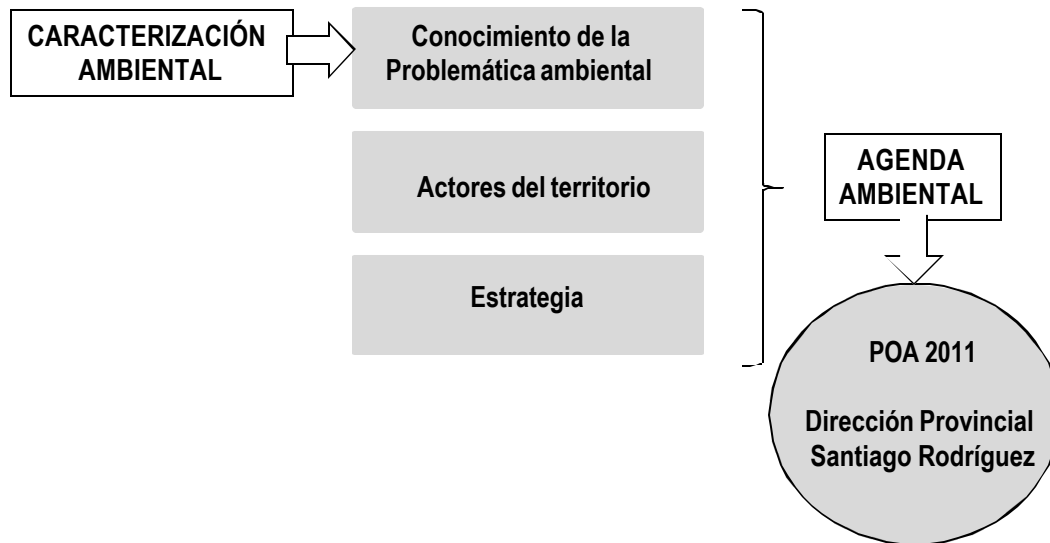 CARACTERIZACIÓN
AMBIENTAL
Conocimiento de la
Problemática ambiental
Actores del territorio
Estrategia
AGENDA
AMBIENTAL
POA 2011
Dirección Provincial
Santiago Rodríguez